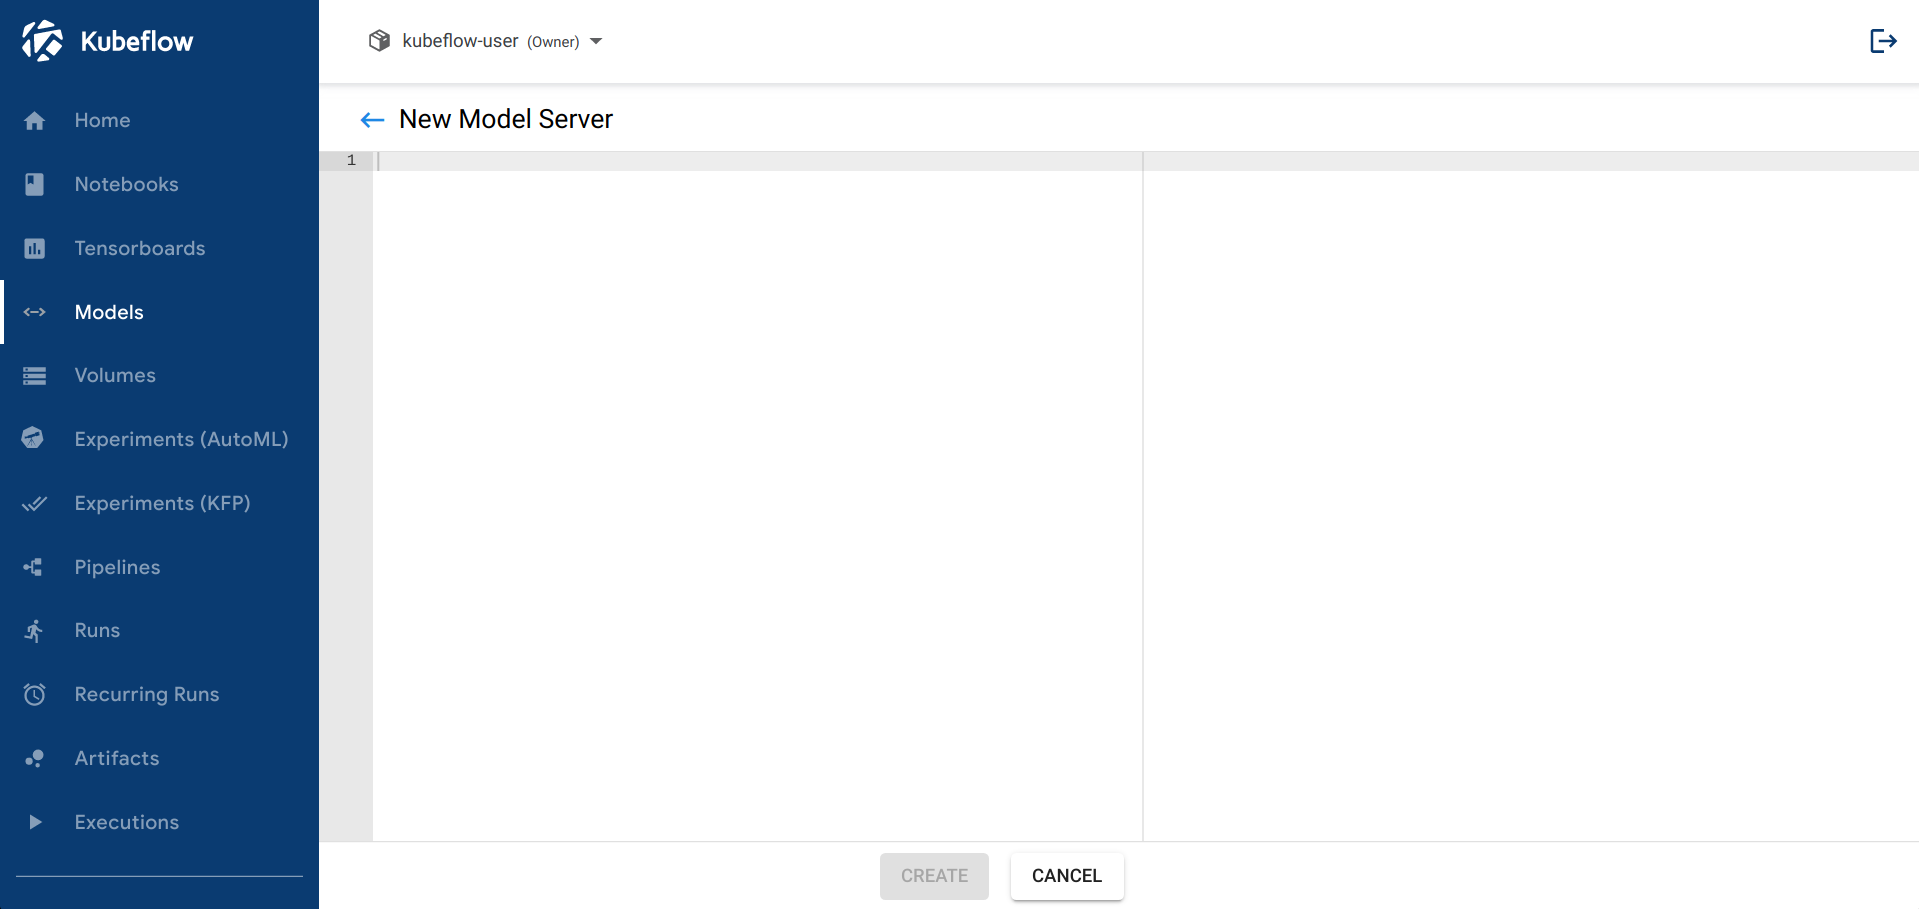 Kubeflow
kubeflow-user (Owner)
Home
Notebooks
Tensorboards
Models
Volumes
Experiments (AutoML)
Experiments (KFP)
Pipelines
Runs
Recurring Runs
Artifacts
Executions
New Model Server
1
CREATE
CANCEL